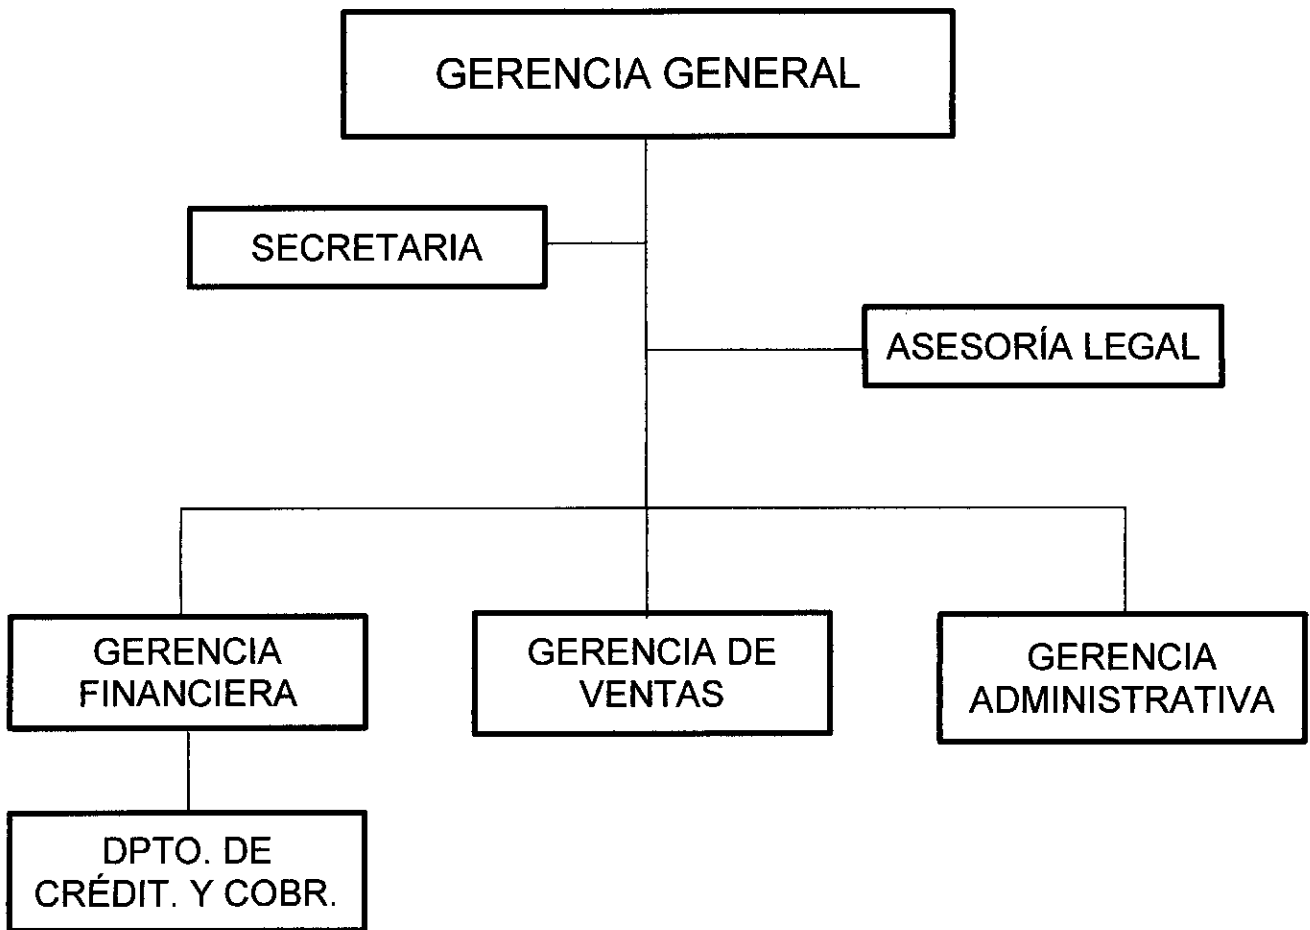 GERENCIA GENERAL
SECRETARIA
ASESORÍA LEGAL
GERENCIA
FINANCIERA
GERENCIA DE
VENTAS
GERENCIA
ADMINISTRATIVA
DPTO. DE
CRÉDIT. Y COBR.